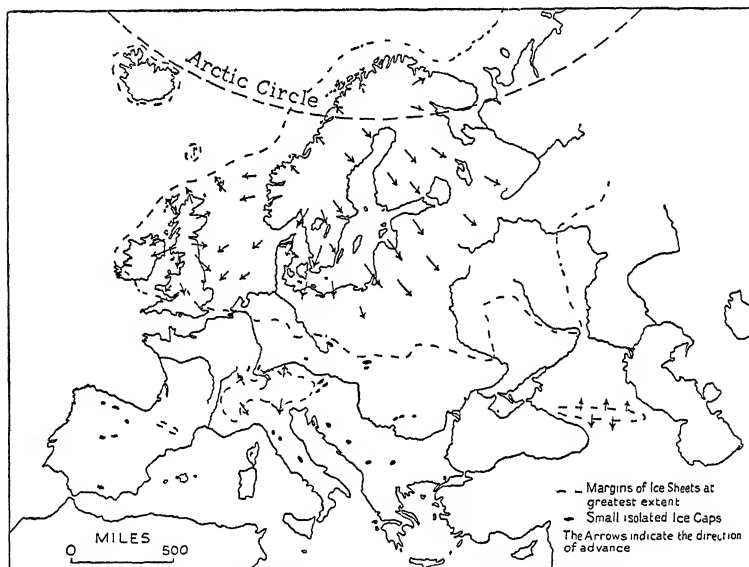 Arctic Circle
Margins of Ice Sheets at
greatest extent
Small isolated Ice Caps
The Arrows indicate the direction
of advance
MILES
0 500